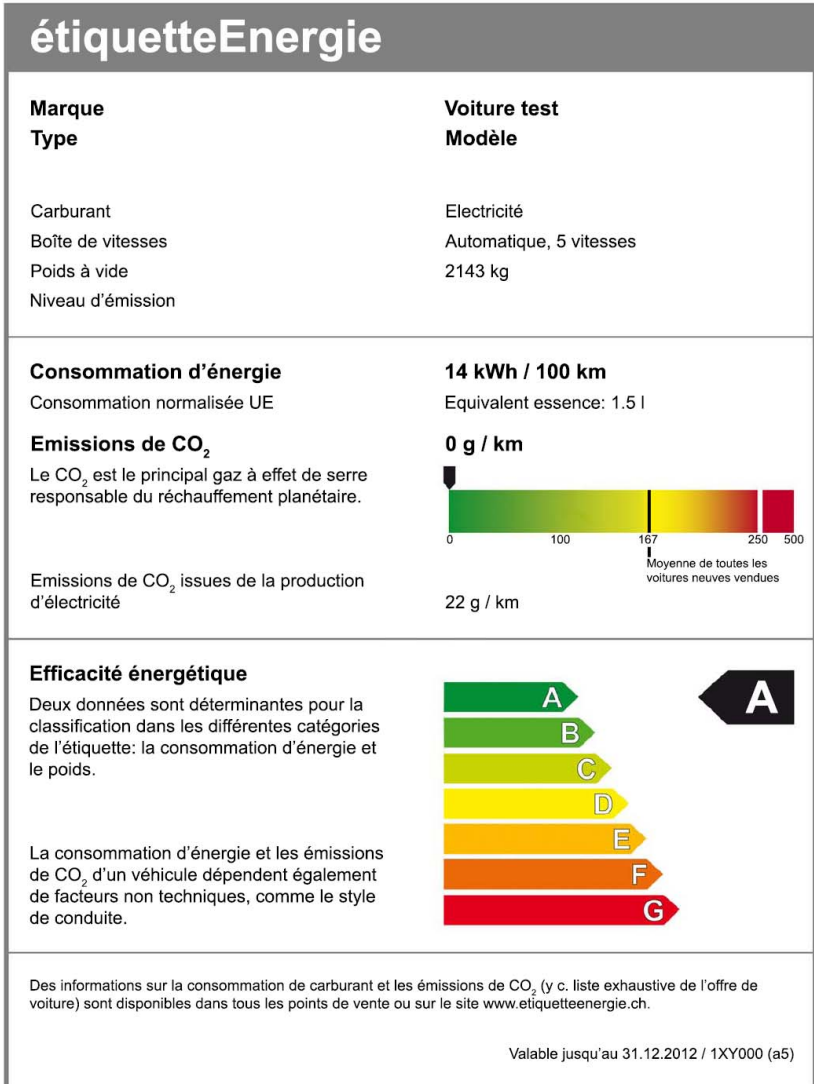 étiquetteEnergie
Marque Voiture test
Type Modèle
Carburant Electricité
Boîte de vitesses Automatique, 5 vitesses
Poids à vide 2143 kg
Niveau d'émission
Consommation d'énergie 14 kWh / 100 km
Consommation normalisée UE Equivalent essence: 1.5 l
Emissions de CO₂ 0 g / km
Le CO₂ est le principal gaz à effet de serre
responsable du réchauffement planétaire.
0 100 167 250 500
Moyenne de toutes les
voitures neuves vendues
Emissions de CO₂ issues de la production
d'électricité 22 g / km
Efficacité énergétique
Deux données sont déterminantes pour la
classification dans les différentes catégories
de l'étiquette: la consommation d'énergie et
le poids.
La consommation d'énergie et les émissions
de CO₂ d'un véhicule dépendent également
de facteurs non techniques, comme le style
de conduite.
A A
B
C
D
E
F
G
Des informations sur la consommation de carburant et les émissions de CO₂ (y c. liste exhaustive de l'offre de
voiture) sont disponibles dans tous les points de vente ou sur le site www.etiquetteenergie.ch.
Valable jusqu'au 31.12.2012 / 1XY000 (a5)